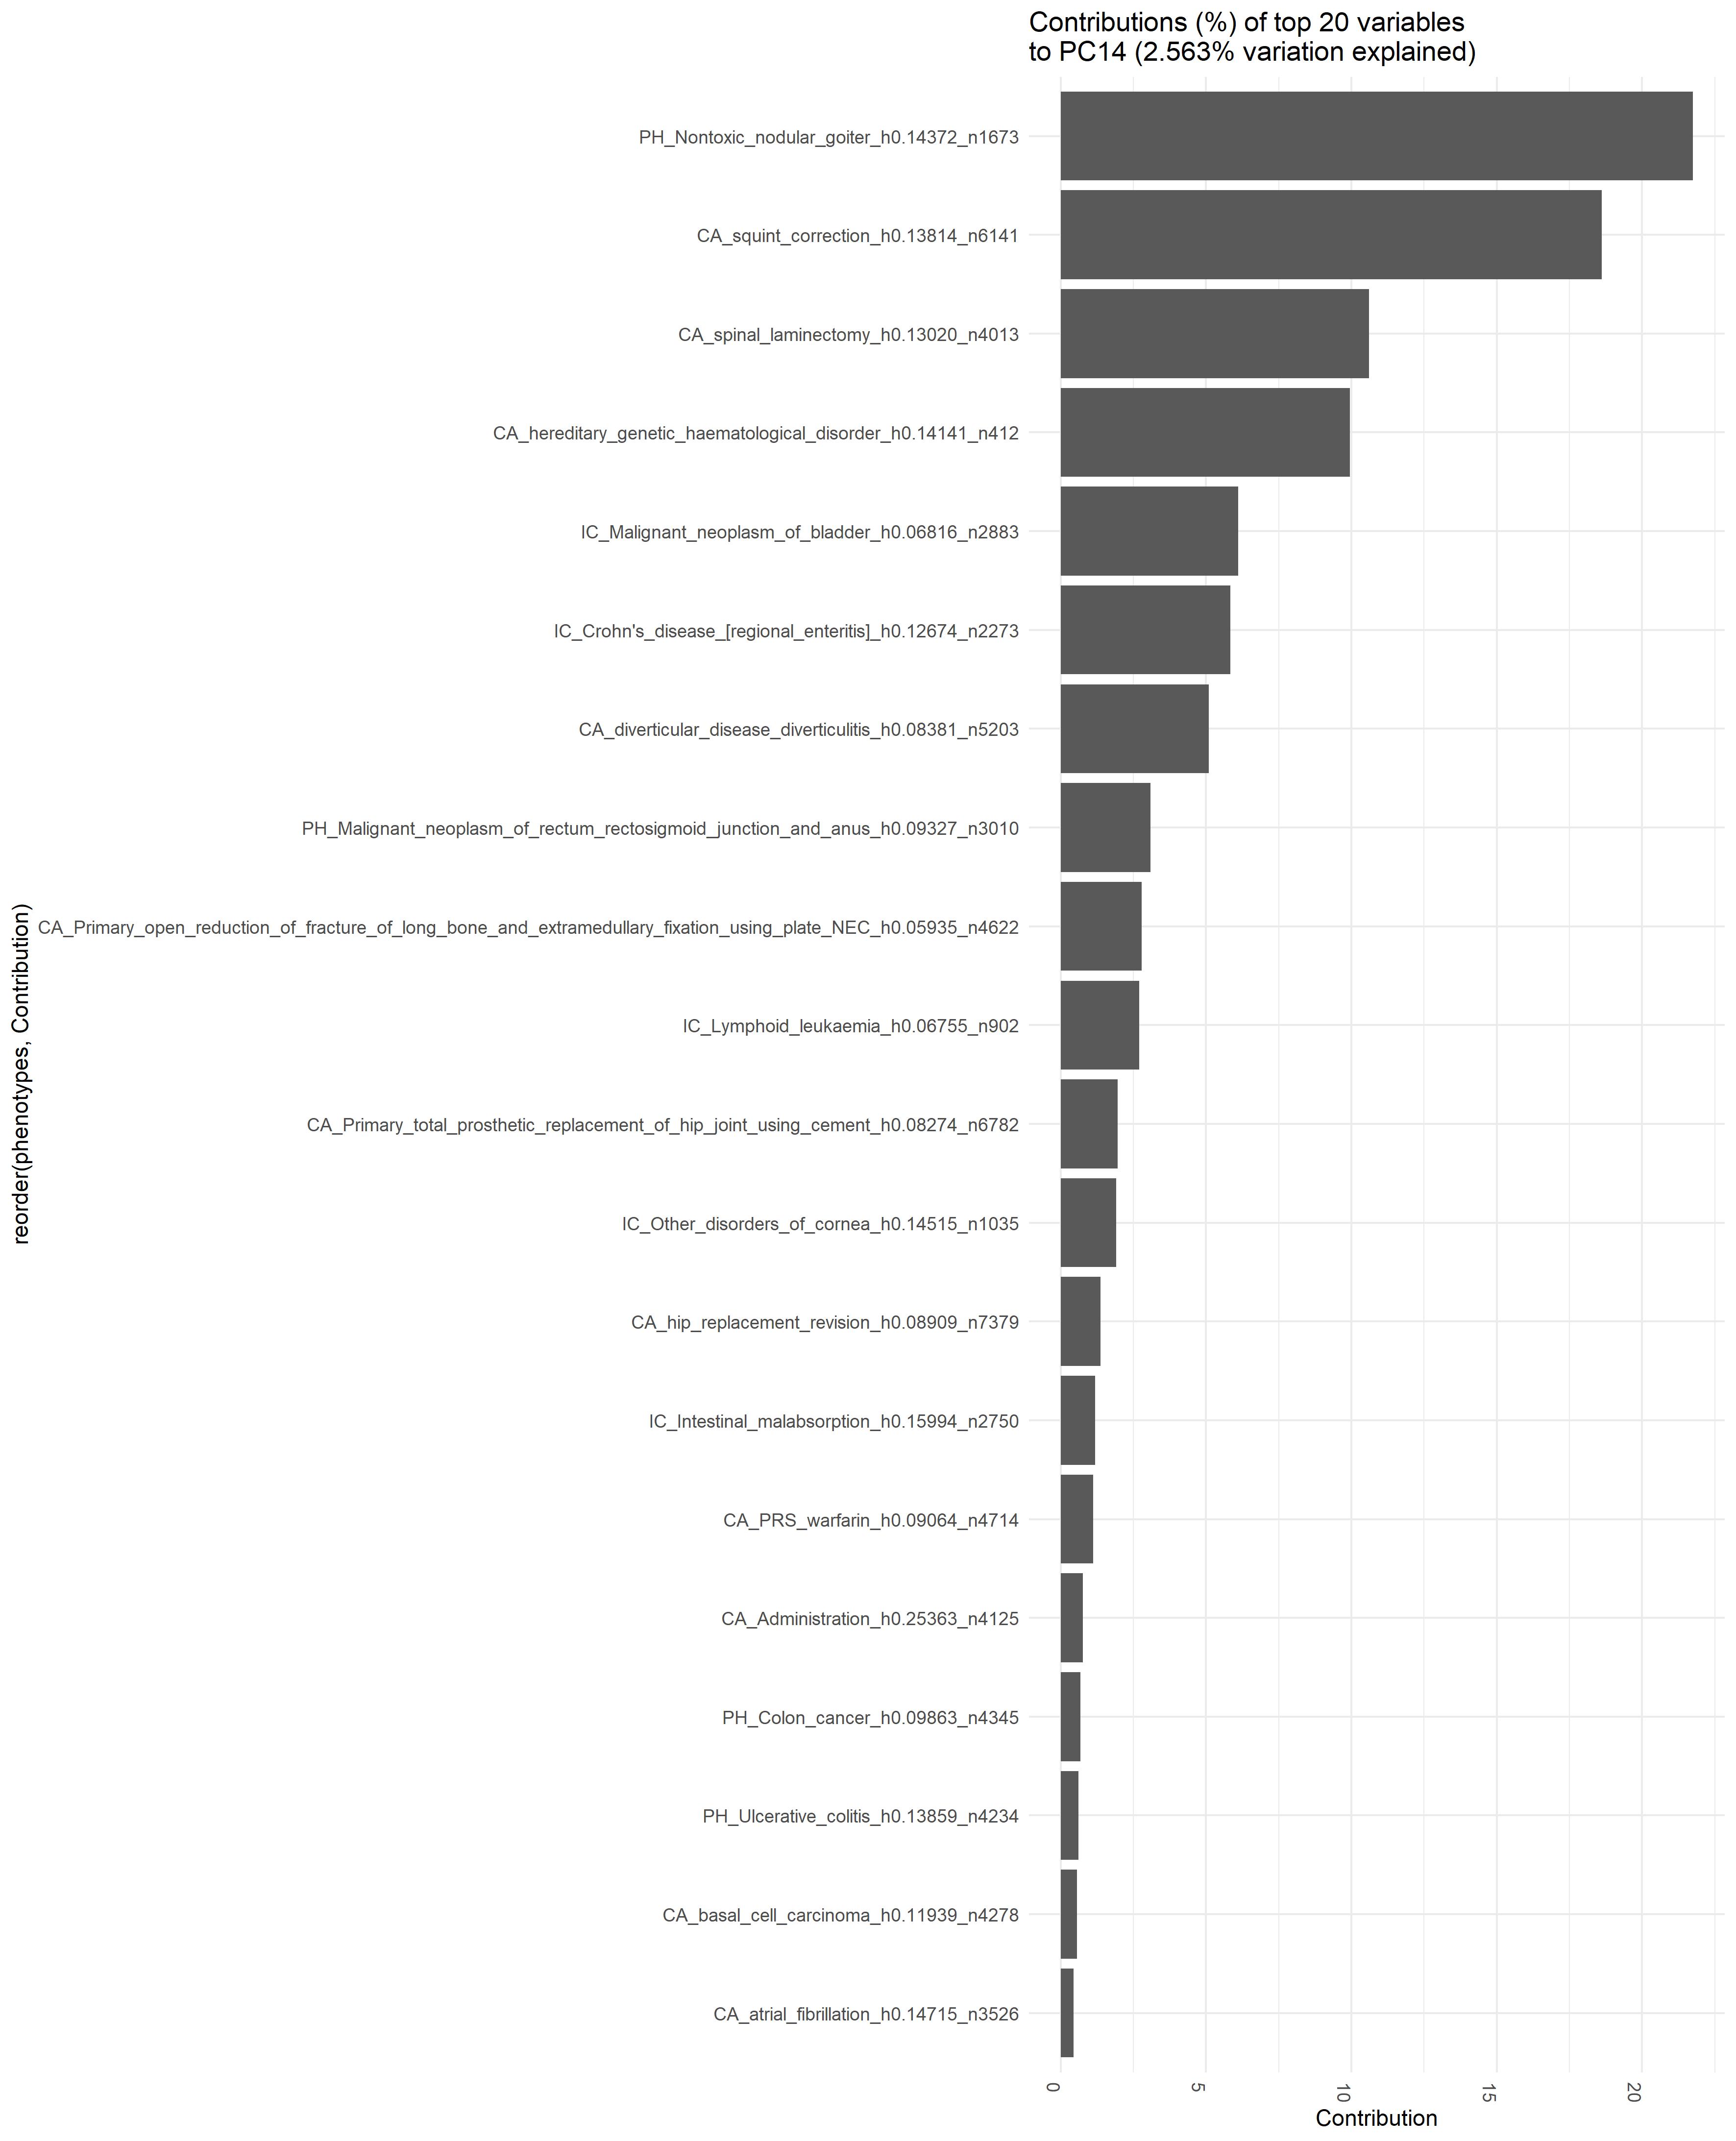 Contributions (%) of top 20 variables
to PC14 (2.563% variation explained)
PH_Nontoxic_nodular_goiter_h0.14372_n1673
CA_squint_correction_h0.13814_n6141
CA_spinal_laminectomy_h0.13020_n4013
CA_hereditary_genetic_haematological_disorder_h0.14141_n412
IC_Malignant_neoplasm_of_bladder_h0.06816_n2883
IC_Crohn's_disease_[regional_enteritis]_h0.12674_n2273
CA_diverticular_disease_diverticulitis_h0.08381_n5203
PH_Malignant_neoplasm_of_rectum_rectosigmoid_junction_and_anus_h0.09327_n3010
CA_Primary_open_reduction_of_fracture_of_long_bone_and_extramedullary_fixation_using_plate_NEC_h0.05935_n4622
IC_Lymphoid_leukaemia_h0.06755_n902
CA_Primary_total_prosthetic_replacement_of_hip_joint_using_cement_h0.08274_n6782
IC_Other_disorders_of_cornea_h0.14515_n1035
CA_hip_replacement_revision_h0.08909_n7379
IC_Intestinal_malabsorption_h0.15994_n2750
CA_PRS_warfarin_h0.09064_n4714
CA_Administration_h0.25363_n4125
PH_Colon_cancer_h0.09863_n4345
PH_Ulcerative_colitis_h0.13859_n4234
CA_basal_cell_carcinoma_h0.11939_n4278
CA_atrial_fibrillation_h0.14715_n3526
reorder(phenotypes, Contribution)
0 5 10 15 20
Contribution